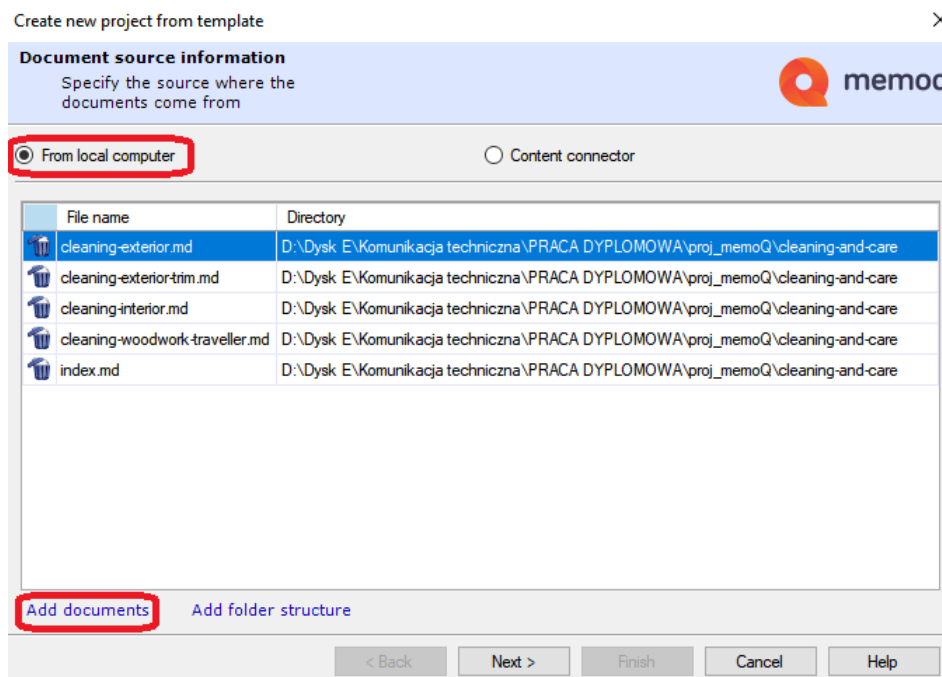 Create new project from template
Document source information
Specify the source where the
documents come from
memoq
From local computer
Content connector
File name Directory
cleaning-exterior.md D:\Dysk E\Komunikacja techniczna\PRACA DYPLOMOWA\proj_memoQ\cleaning-and-care
cleaning-exterior-trim.md D:\Dysk E\Komunikacja techniczna\PRACA DYPLOMOWA\proj_memoQ\cleaning-and-care
cleaning-interior.md D:\Dysk E\Komunikacja techniczna\PRACA DYPLOMOWA\proj_memoQ\cleaning-and-care
cleaning-woodwork-traveller.md D:\Dysk E\Komunikacja techniczna\PRACA DYPLOMOWA\proj_memoQ\cleaning-and-care
index.md D:\Dysk E\Komunikacja techniczna\PRACA DYPLOMOWA\proj_memoQ\cleaning-and-care
Add documents Add folder structure
< Back Next > Finish Cancel Help